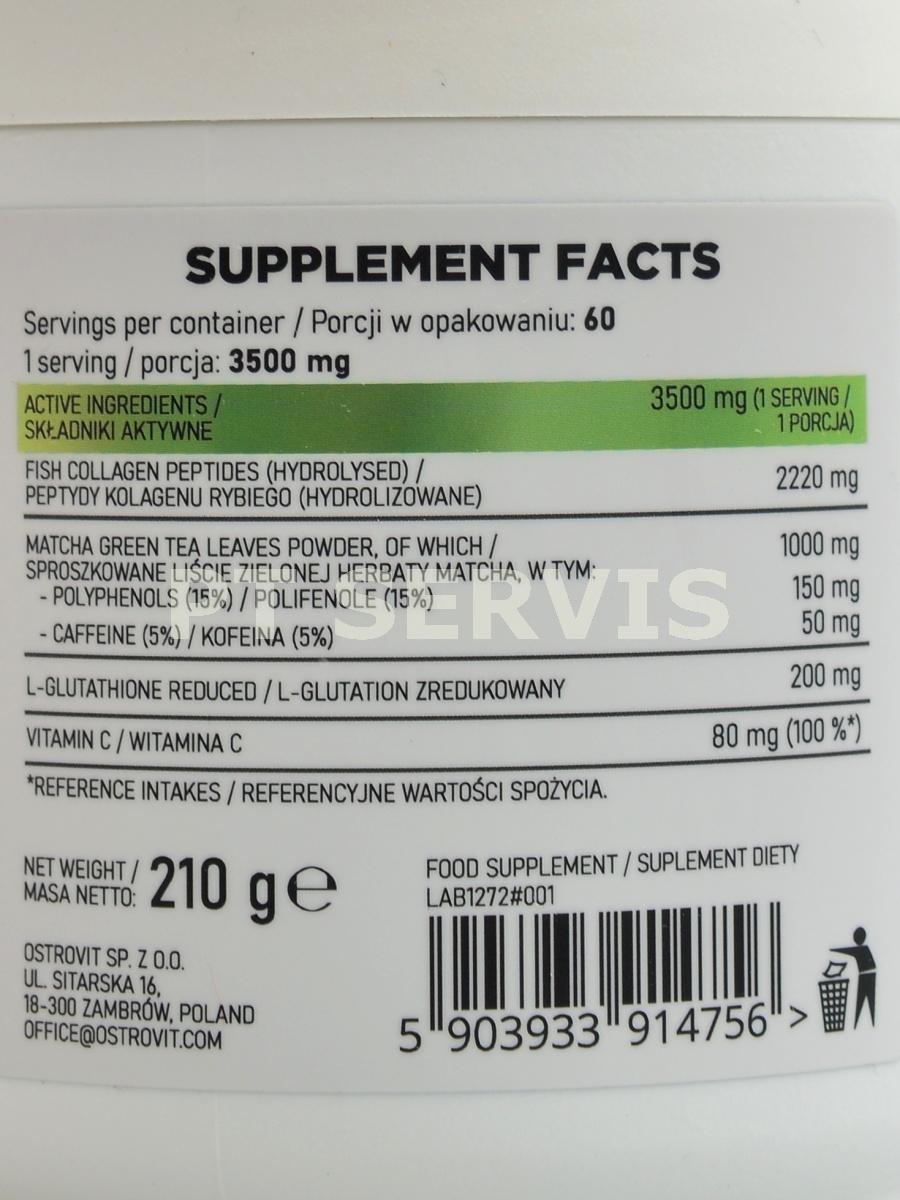 SUPPLEMENT FACTS
Servings per container / Porcji w opakowaniu: 60
1 serving / porcja: 3500 mg
ACTIVE INGREDIENTS /
SKŁADNIKI AKTYWNE
3500 mg (1 SERVING /
1 PORCJA)
FISH COLLAGEN PEPTIDES (HYDROLYSED) /
PEPTYDY KOLAGENU RYBIEGO (HYDROLIZOWANE)
2220 mg
MATCHA GREEN TEA LEAVES POWDER, OF WHICH /
SPROSZKOWANE LIŚCIE ZIELONEJ HERBATY MATCHA, W TYM:
1000 mg
- POLYPHENOLS (15%) / POLIFENOLE (15%)
150 mg
- CAFFEINE (5%) / KOFEINA (5%)
50 mg
PT SERVIS
L-GLUTATHIONE REDUCED / L-GLUTATION ZREDUKOWANY
200 mg
VITAMIN C / WITAMINA C
80 mg (100 %*)
*REFERENCE INTAKES / REFERENCYJNE WARTOŚCI SPOŻYCIA.
NET WEIGHT /
MASA NETTO:
210 g e
FOOD SUPPLEMENT / SUPLEMENT DIETY
LAB1272#001
OSTROVIT SP. Z O.O.
UL. SITARSKA 16,
18-300 ZAMBRÓW, POLAND
OFFICE@OSTROVIT.COM
5 903933 914756 >